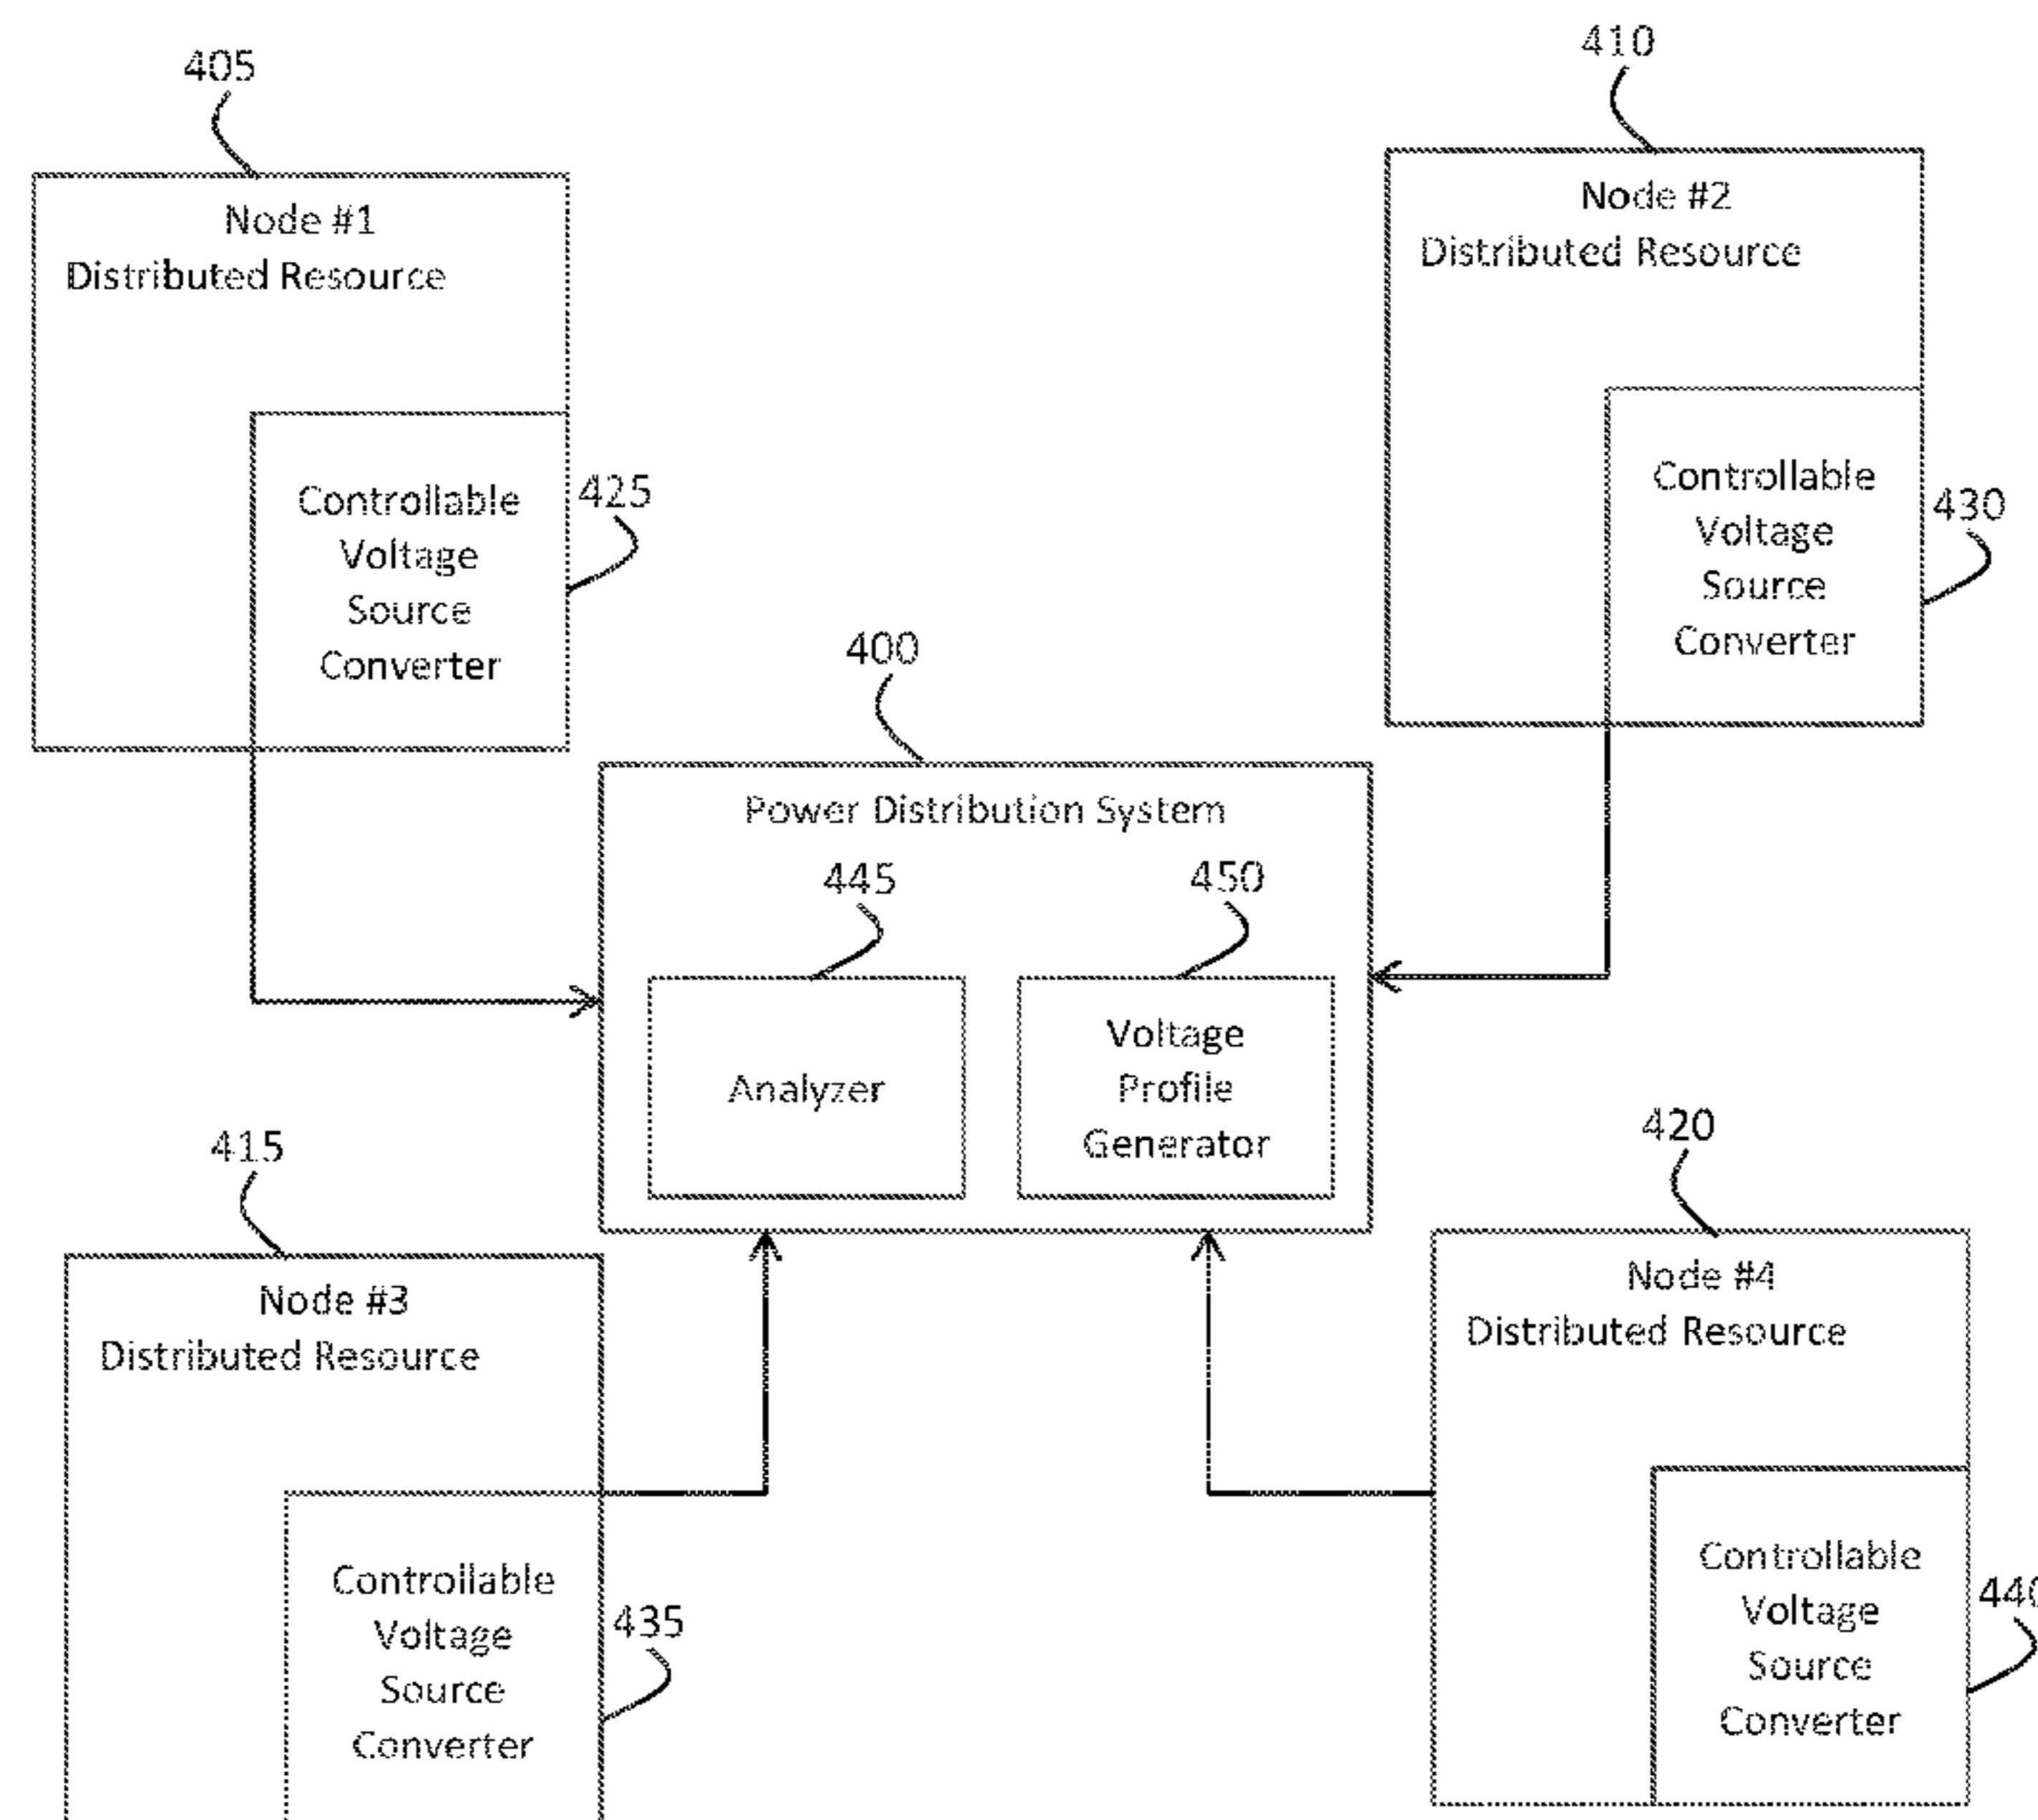 405
Node #1
Distributed Resource
Controllable
Voltage
Source
Converter
425
410
Node #2
Distributed Resource
Controllable
Voltage
Source
Converter
430
400
Power Distribution System
445
Analyzer
450
Voltage
Profile
Generator
415
Node #3
Distributed Resource
Controllable
Voltage
Source
Converter
435
420
Node #4
Distributed Resource
Controllable
Voltage
Source
Converter
440